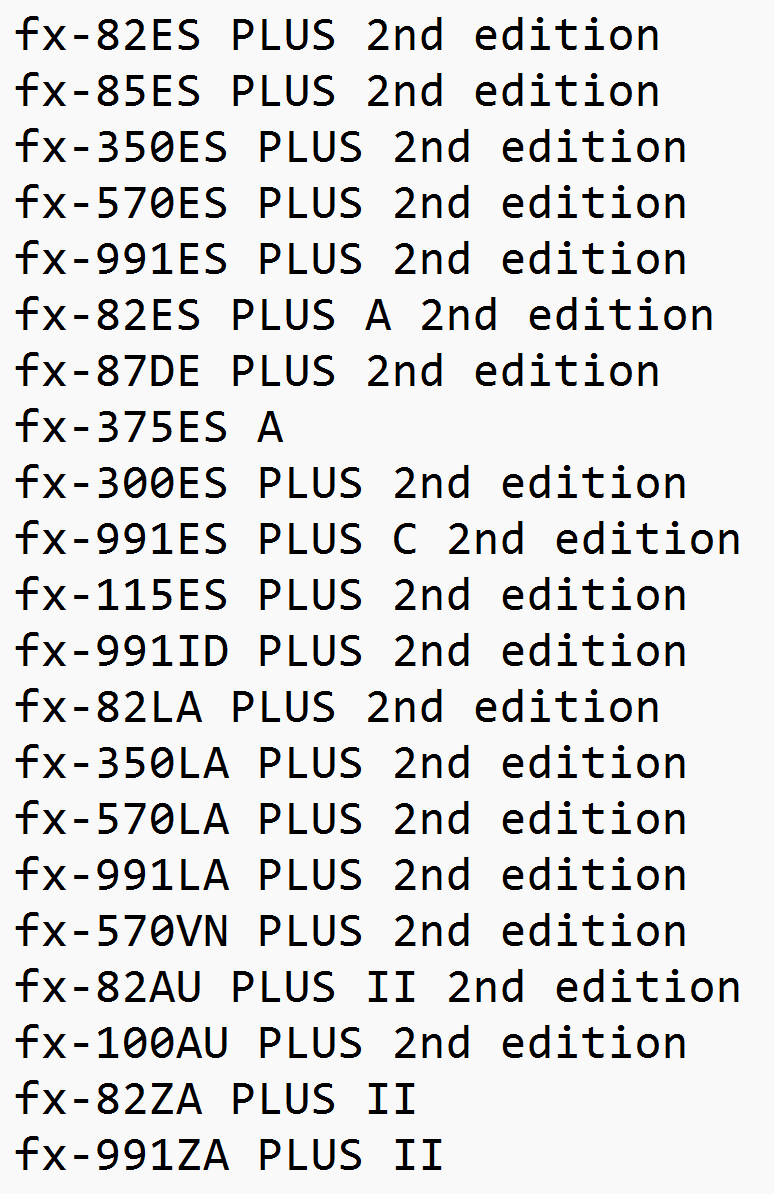 fx-82ES PLUS 2nd edition
fx-85ES PLUS 2nd edition
fx-350ES PLUS 2nd edition
fx-570ES PLUS 2nd edition
fx-991ES PLUS 2nd edition
fx-82ES PLUS A 2nd edition
fx-87DE PLUS 2nd edition
fx-375ES A
fx-300ES PLUS 2nd edition
fx-991ES PLUS C 2nd edition
fx-115ES PLUS 2nd edition
fx-991ID PLUS 2nd edition
fx-82LA PLUS 2nd edition
fx-350LA PLUS 2nd edition
fx-570LA PLUS 2nd edition
fx-991LA PLUS 2nd edition
fx-570VN PLUS 2nd edition
fx-82AU PLUS II 2nd edition
fx-100AU PLUS 2nd edition
fx-82ZA PLUS II
fx-991ZA PLUS II